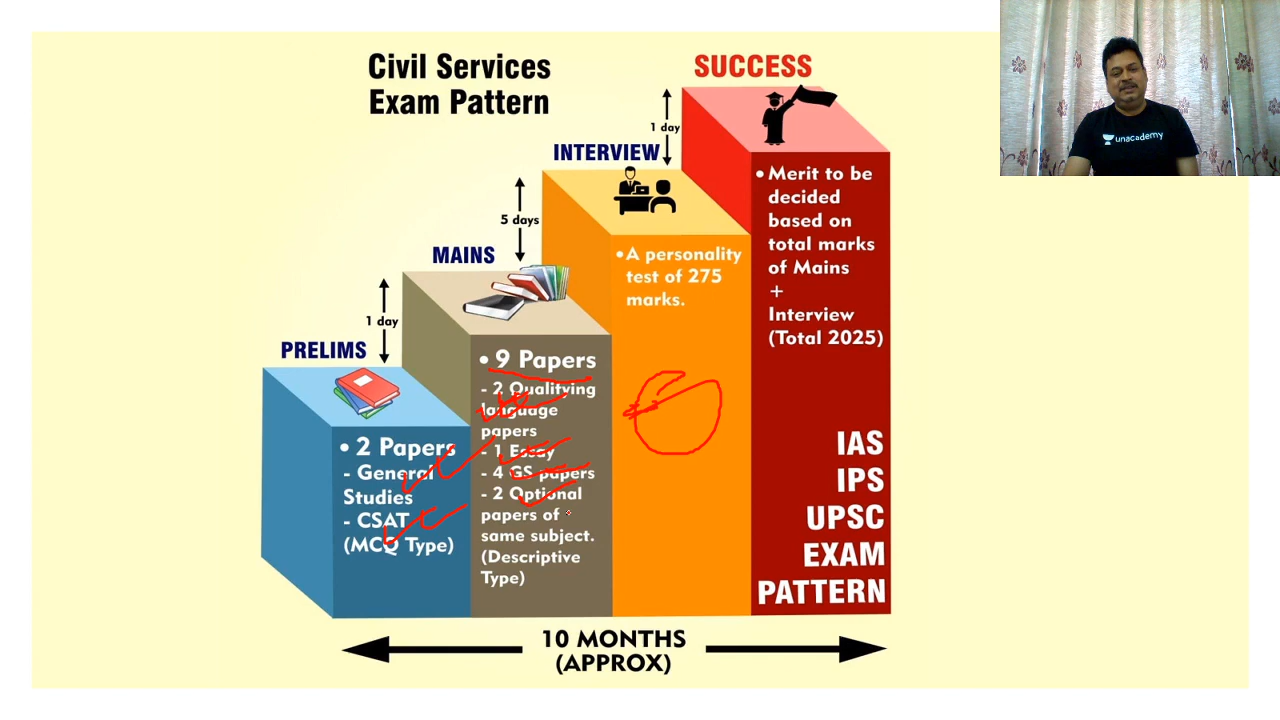 Civil Services
Exam Pattern
SUCCESS
1 day
INTERVIEW
5 days
MAINS
1 day
PRELIMS
• 2 Papers
- General
Studies
- CSAT
(MCQ Type)
• 9 Papers
- 2 Qualifying
language
papers
- 1 Essay
- 4 GS papers
- 2 Optional
papers of
same subject.
(Descriptive
Type)
• A personality
test of 275
marks.
• Merit to be
decided
based on
total marks
of Mains
+
Interview
(Total 2025)
IAS
IPS
UPSC
EXAM
PATTERN
10 MONTHS
(APPROX)
unacademy